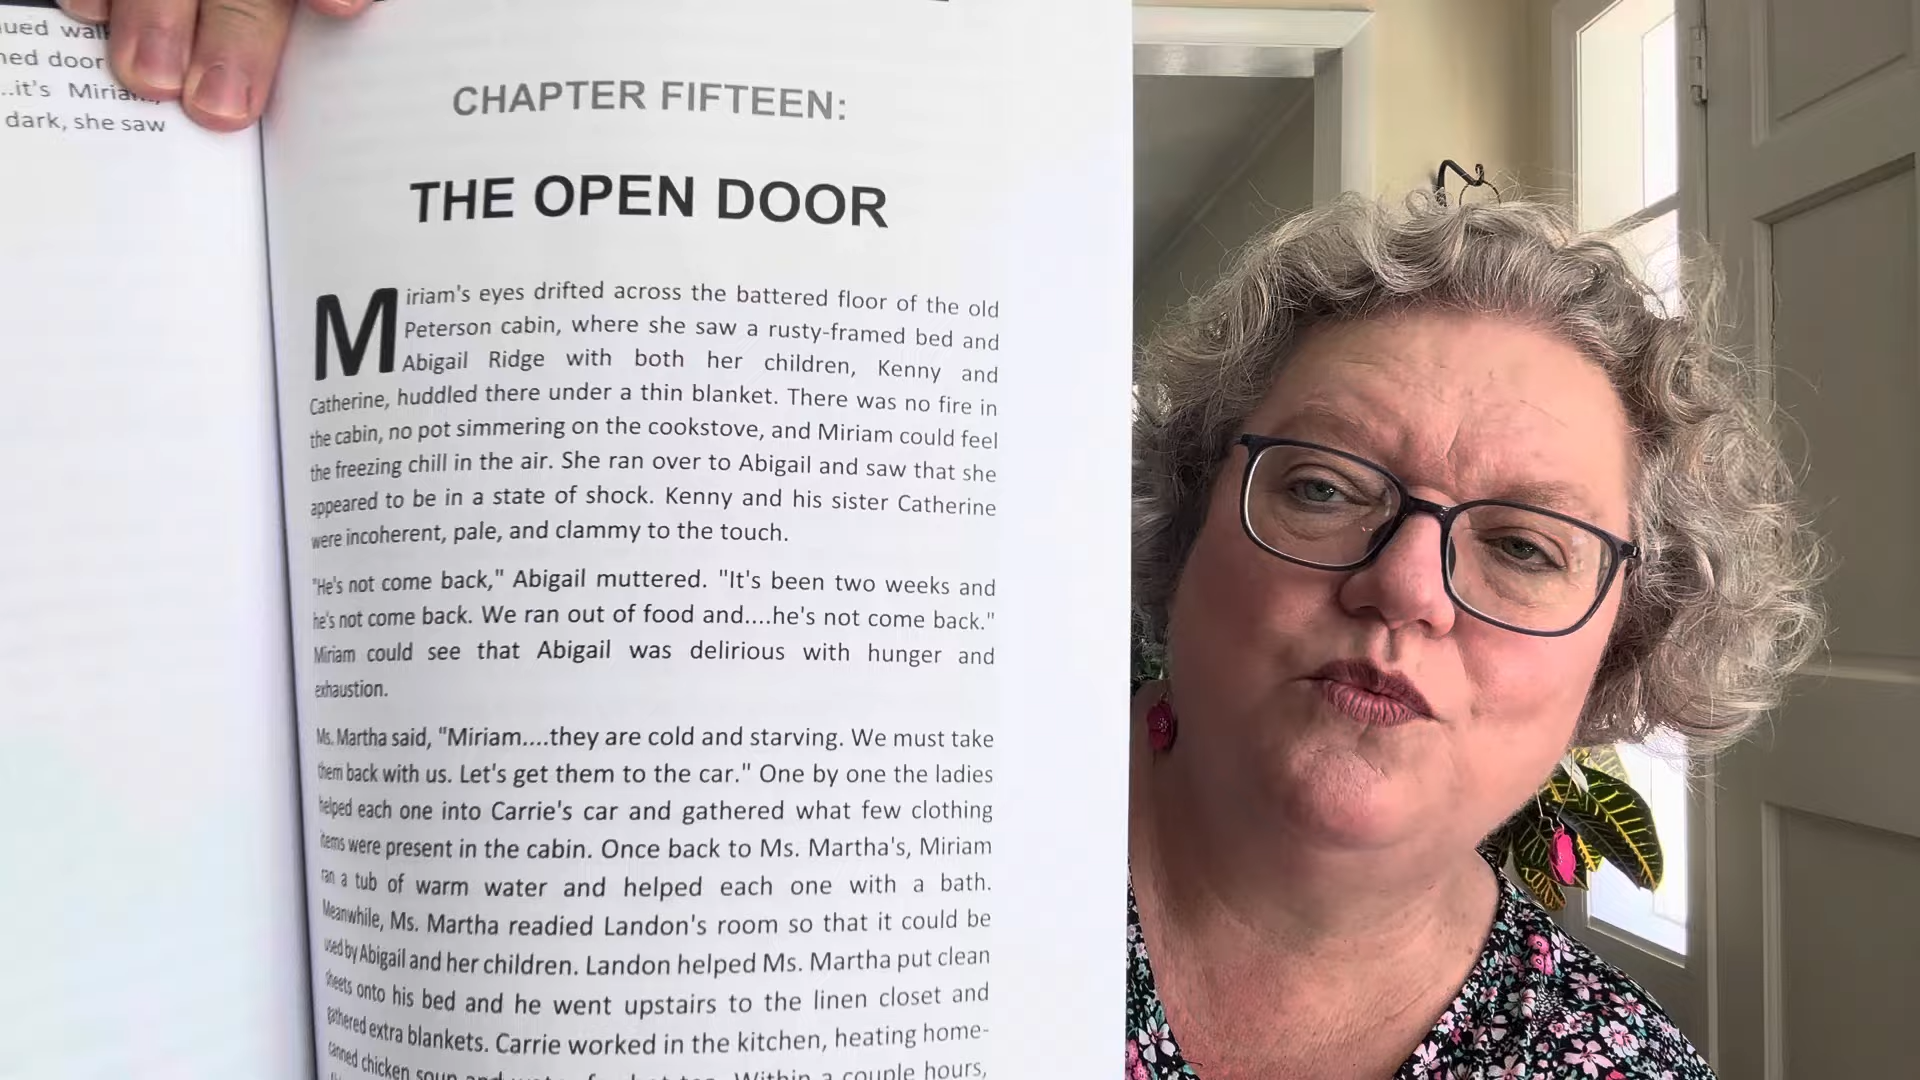 nued wal
ned door
...it's Miria
dark, she saw
CHAPTER FIFTEEN:
THE OPEN DOOR
Miriam's eyes drifted across the battered floor of the old
Peterson cabin, where she saw a rusty-framed bed and
Abigail Ridge with both her children, Kenny and
Catherine, huddled there under a thin blanket. There was no fire in
the cabin, no pot simmering on the cookstove, and Miriam could feel
the freezing chill in the air. She ran over to Abigail and saw that she
appeared to be in a state of shock. Kenny and his sister Catherine
were incoherent, pale, and clammy to the touch.
"He's not come back," Abigail muttered. "It's been two weeks and
he's not come back. We ran out of food and....he's not come back."
Miriam could see that Abigail was delirious with hunger and
exhaustion.
Ms. Martha said, "Miriam....they are cold and starving. We must take
them back with us. Let's get them to the car." One by one the ladies
helped each one into Carrie's car and gathered what few clothing
items were present in the cabin. Once back to Ms. Martha's, Miriam
ran a tub of warm water and helped each one with a bath.
Meanwhile, Ms. Martha readied Landon's room so that it could be
used by Abigail and her children. Landon helped Ms. Martha put clean
sheets onto his bed and he went upstairs to the linen closet and
gathered extra blankets. Carrie worked in the kitchen, heating home-
canned chicken soup and water for hot tea. Within a couple hours,